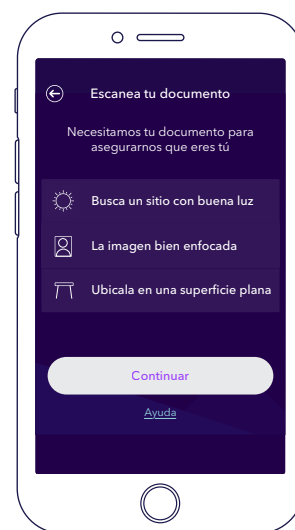 Escanea tu documento
Necesitamos tu documento para
asegurarnos que eres tú
Busca un sitio con buena luz
La imagen bien enfocada
Ubicala en una superficie plana
Continuar
Ayuda